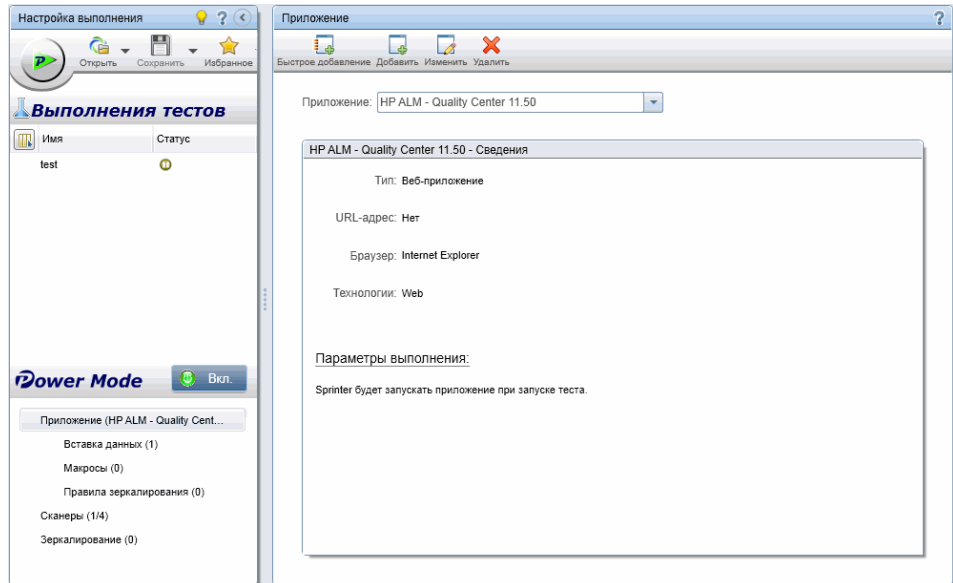 Настройка выполнения
Открыть
Сохранить
Избранное
Выполнения тестов
Имя
Статус
test
Power Mode
Вкл.
Приложение (HP ALM - Quality Cent...
Вставка данных (1)
Макросы (0)
Правила зеркалирования (0)
Сканеры (1/4)
Зеркалирование (0)
Приложение
Быстрое добавление
Добавить
Изменить
Удалить
Приложение: HP ALM - Quality Center 11.50
HP ALM - Quality Center 11.50 - Сведения
Тип: Веб-приложение
URL-адрес: Нет
Браузер: Internet Explorer
Технологии: Web
Параметры выполнения:
Sprinter будет запускать приложение при запуске теста.